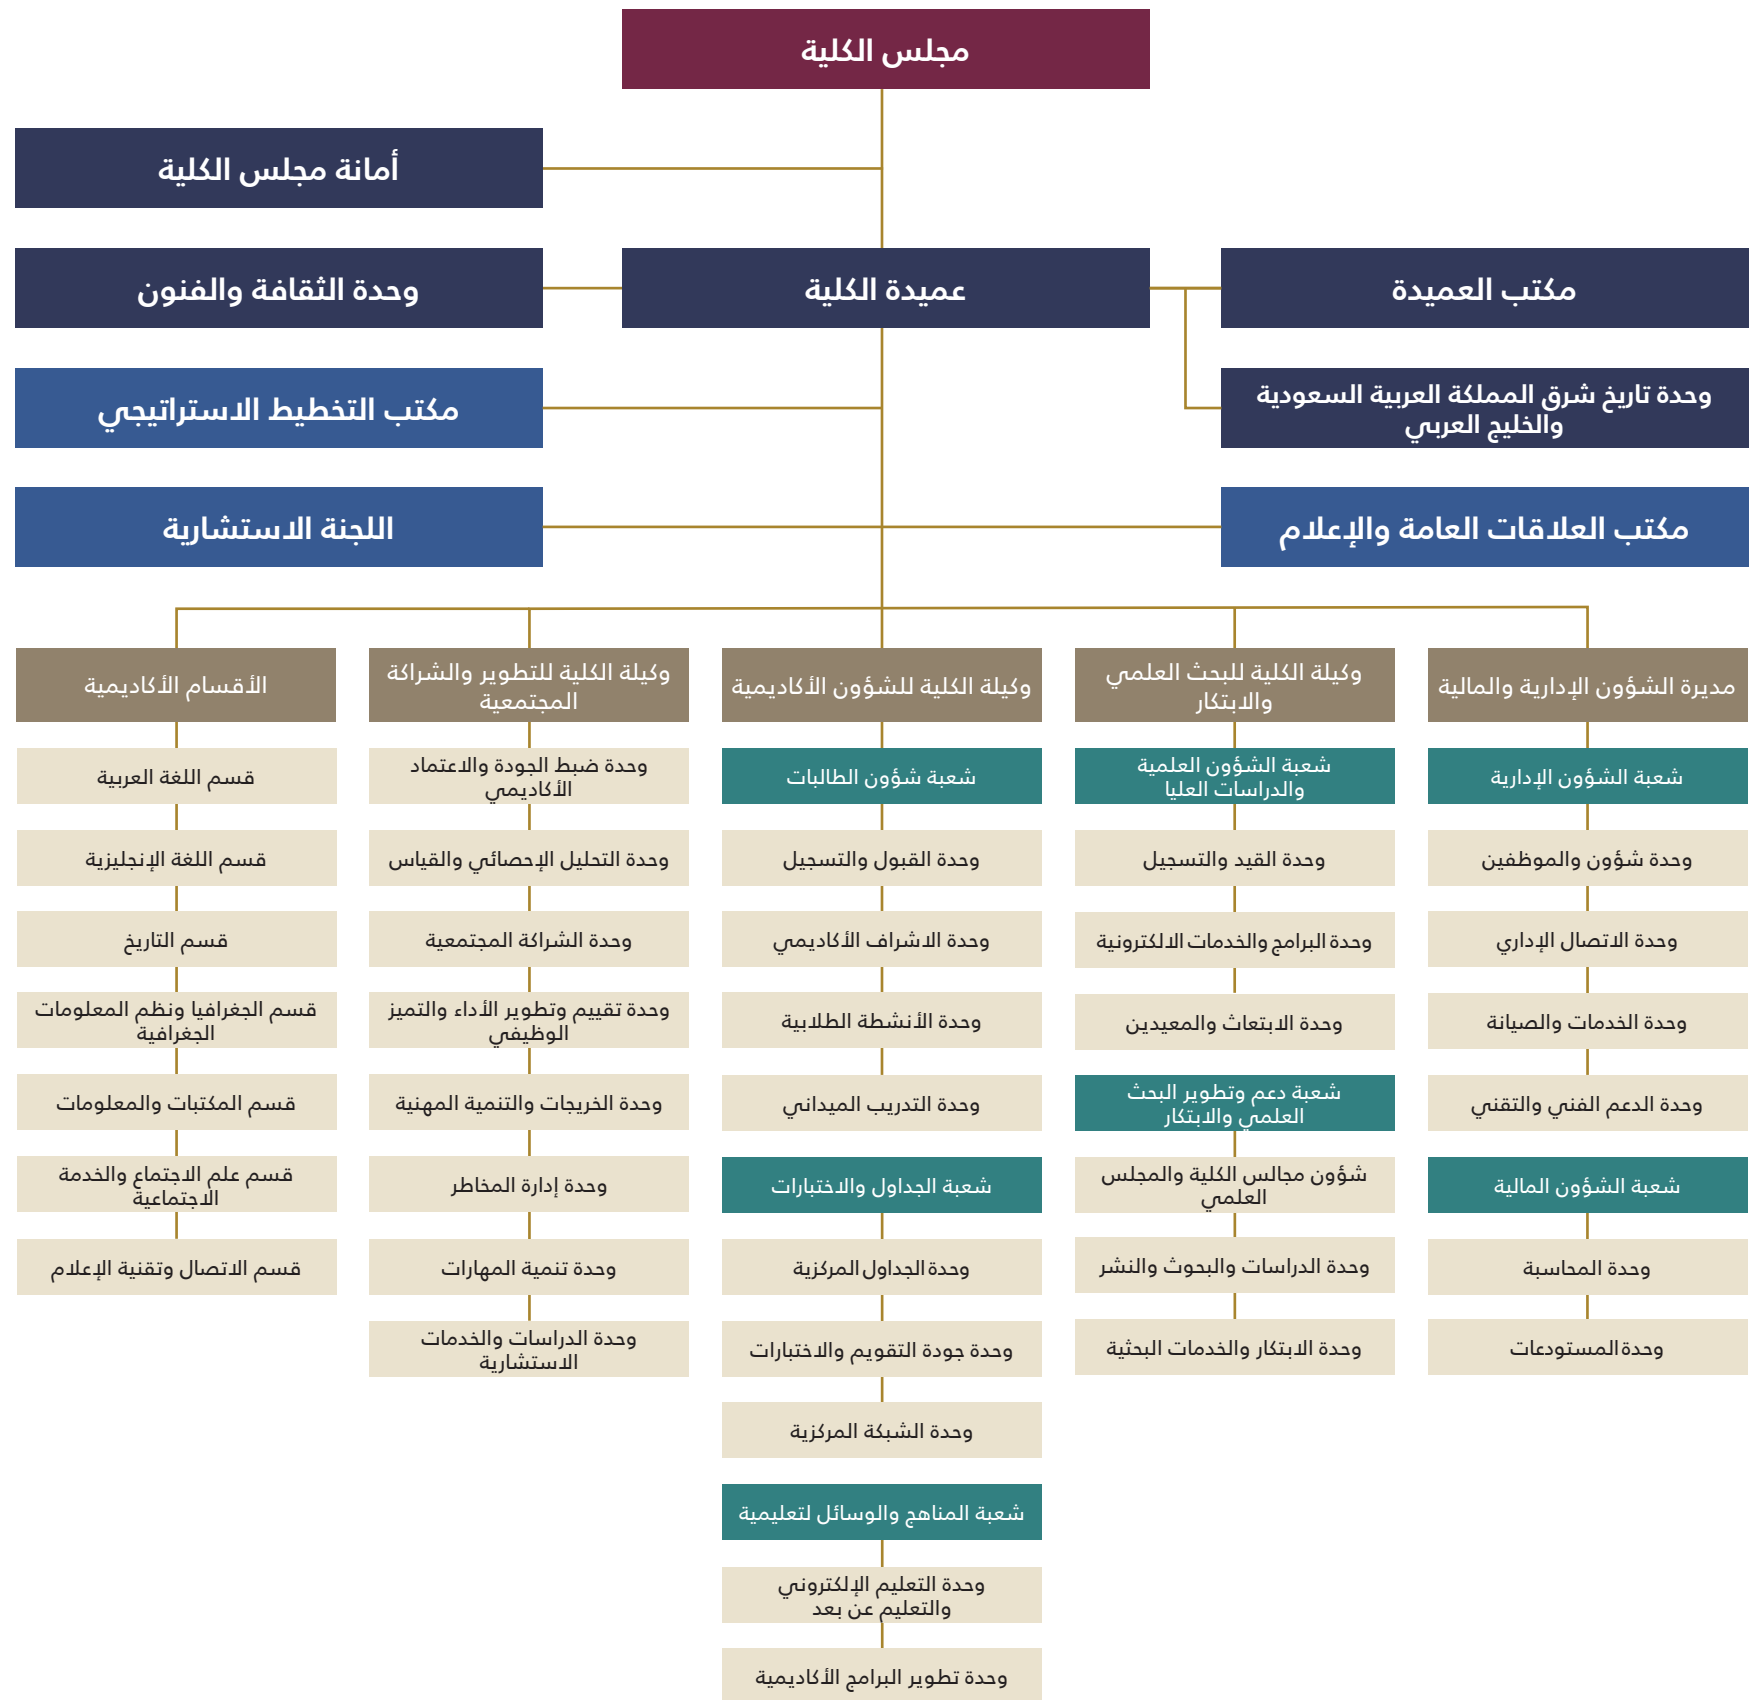 مجلس الكلية
أمانة مجلس الكلية
مكتب العميدة
عميدة الكلية
وحدة الثقافة والفنون
وحدة تاريخ شرق المملكة العربية السعودية
والخليج العربي
مكتب التخطيط الاستراتيجي
مكتب العلاقات العامة والإعلام
اللجنة الاستشارية
مديرة الشؤون الإدارية والمالية
شعبة الشؤون الإدارية
وحدة شؤون والموظفين
وحدة الاتصال الإداري
وحدة الخدمات والصيانة
وحدة الدعم الفني والتقني
شعبة الشؤون المالية
وحدة المحاسبة
وحدة المستودعات
وكيلة الكلية للبحث العلمي
والابتكار
شعبة الشؤون العلمية
والدراسات العليا
وحدة القيد والتسجيل
وحدة البرامج والخدمات الالكترونية
وحدة الابتعاث والمعيدين
شعبة دعم وتطوير البحث
العلمي والابتكار
شؤون مجالس الكلية والمجلس
العلمي
وحدة الدراسات والبحوث والنشر
وحدة الابتكار والخدمات البحثية
وكيلة الكلية للشؤون الأكاديمية
شعبة شؤون الطالبات
وحدة القبول والتسجيل
وحدة الاشراف الأكاديمي
وحدة الأنشطة الطلابية
وحدة التدريب الميداني
شعبة الجداول والاختبارات
وحدة الجداول المركزية
وحدة جودة التقويم والاختبارات
وحدة الشبكة المركزية
شعبة المناهج والوسائل لتعليمية
وحدة التعليم الإلكتروني
والتعليم عن بعد
وحدة تطوير البرامج الأكاديمية
وكيلة الكلية للتطوير والشراكة
المجتمعية
وحدة ضبط الجودة والاعتماد
الأكاديمي
وحدة التحليل الإحصائي والقياس
وحدة الشراكة المجتمعية
وحدة تقييم وتطوير الأداء والتميز
الوظيفي
وحدة الخريجات والتنمية المهنية
وحدة إدارة المخاطر
وحدة تنمية المهارات
وحدة الدراسات والخدمات
الاستشارية
الأقسام الأكاديمية
قسم اللغة العربية
قسم اللغة الإنجليزية
قسم التاريخ
قسم الجغرافيا ونظم المعلومات
الجغرافية
قسم المكتبات والمعلومات
قسم علم الاجتماع والخدمة
الاجتماعية
قسم الاتصال وتقنية الإعلام